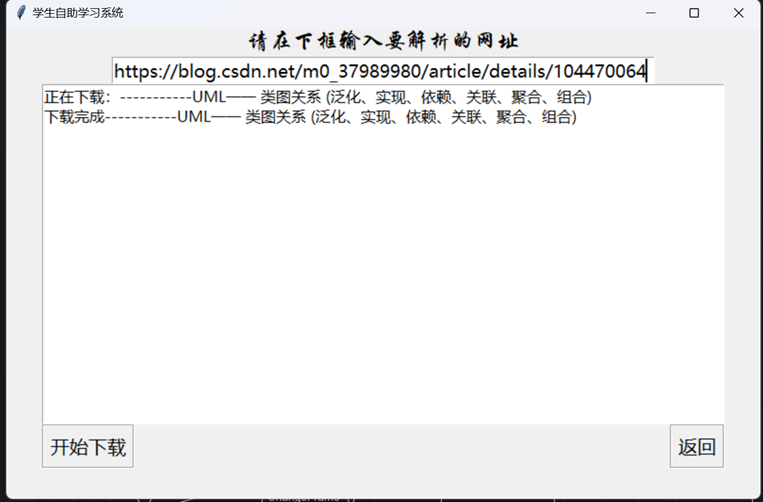 学生自助学习系统
请在下框输入要解析的网址
https://blog.csdn.net/m0_37989980/article/details/104470064
正在下载：-----------UML—— 类图关系 (泛化、实现、依赖、关联、聚合、组合)
下载完成-----------UML—— 类图关系 (泛化、实现、依赖、关联、聚合、组合)
开始下载
返回